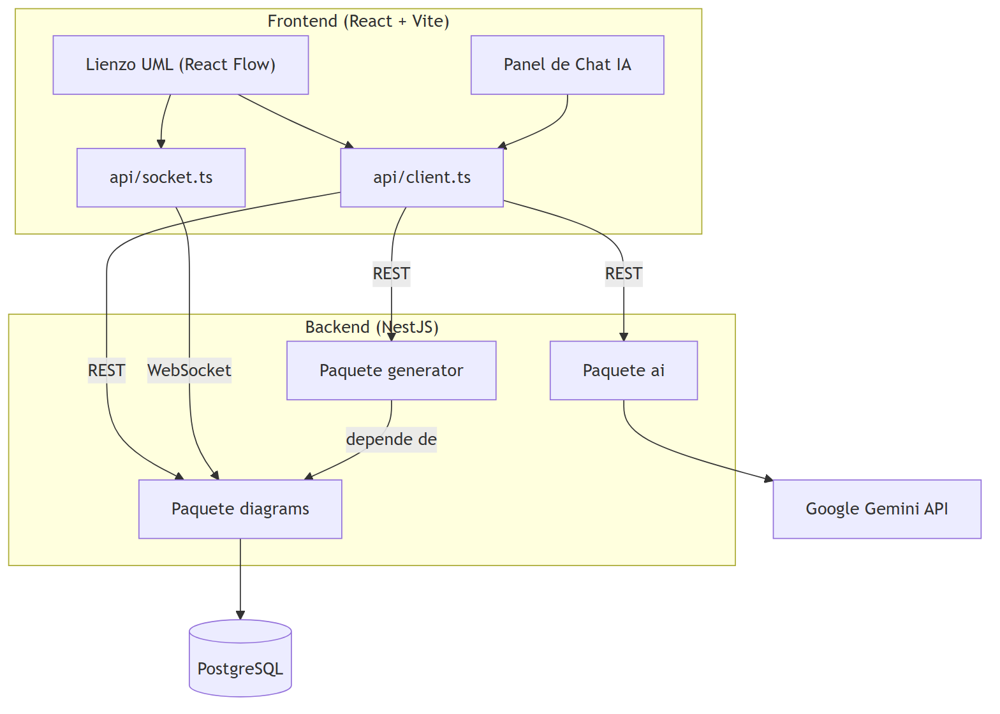 Frontend (React + Vite)
Lienzo UML (React Flow)
Panel de Chat IA
api/socket.ts
api/client.ts
REST
REST
Backend (NestJS)
REST
WebSocket
Paquete generator
Paquete ai
depende de
Paquete diagrams
Google Gemini API
PostgreSQL